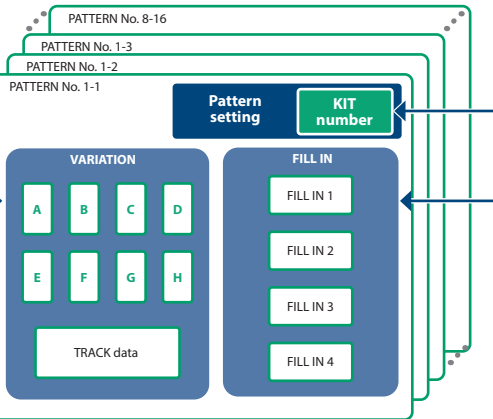 PATTERN No. 8-16
PATTERN No. 1-3
PATTERN No. 1-2
PATTERN No. 1-1
Pattern
setting
KIT
number
VARIATION
A B C D
E F G H
TRACK data
FILL IN
FILL IN 1
FILL IN 2
FILL IN 3
FILL IN 4